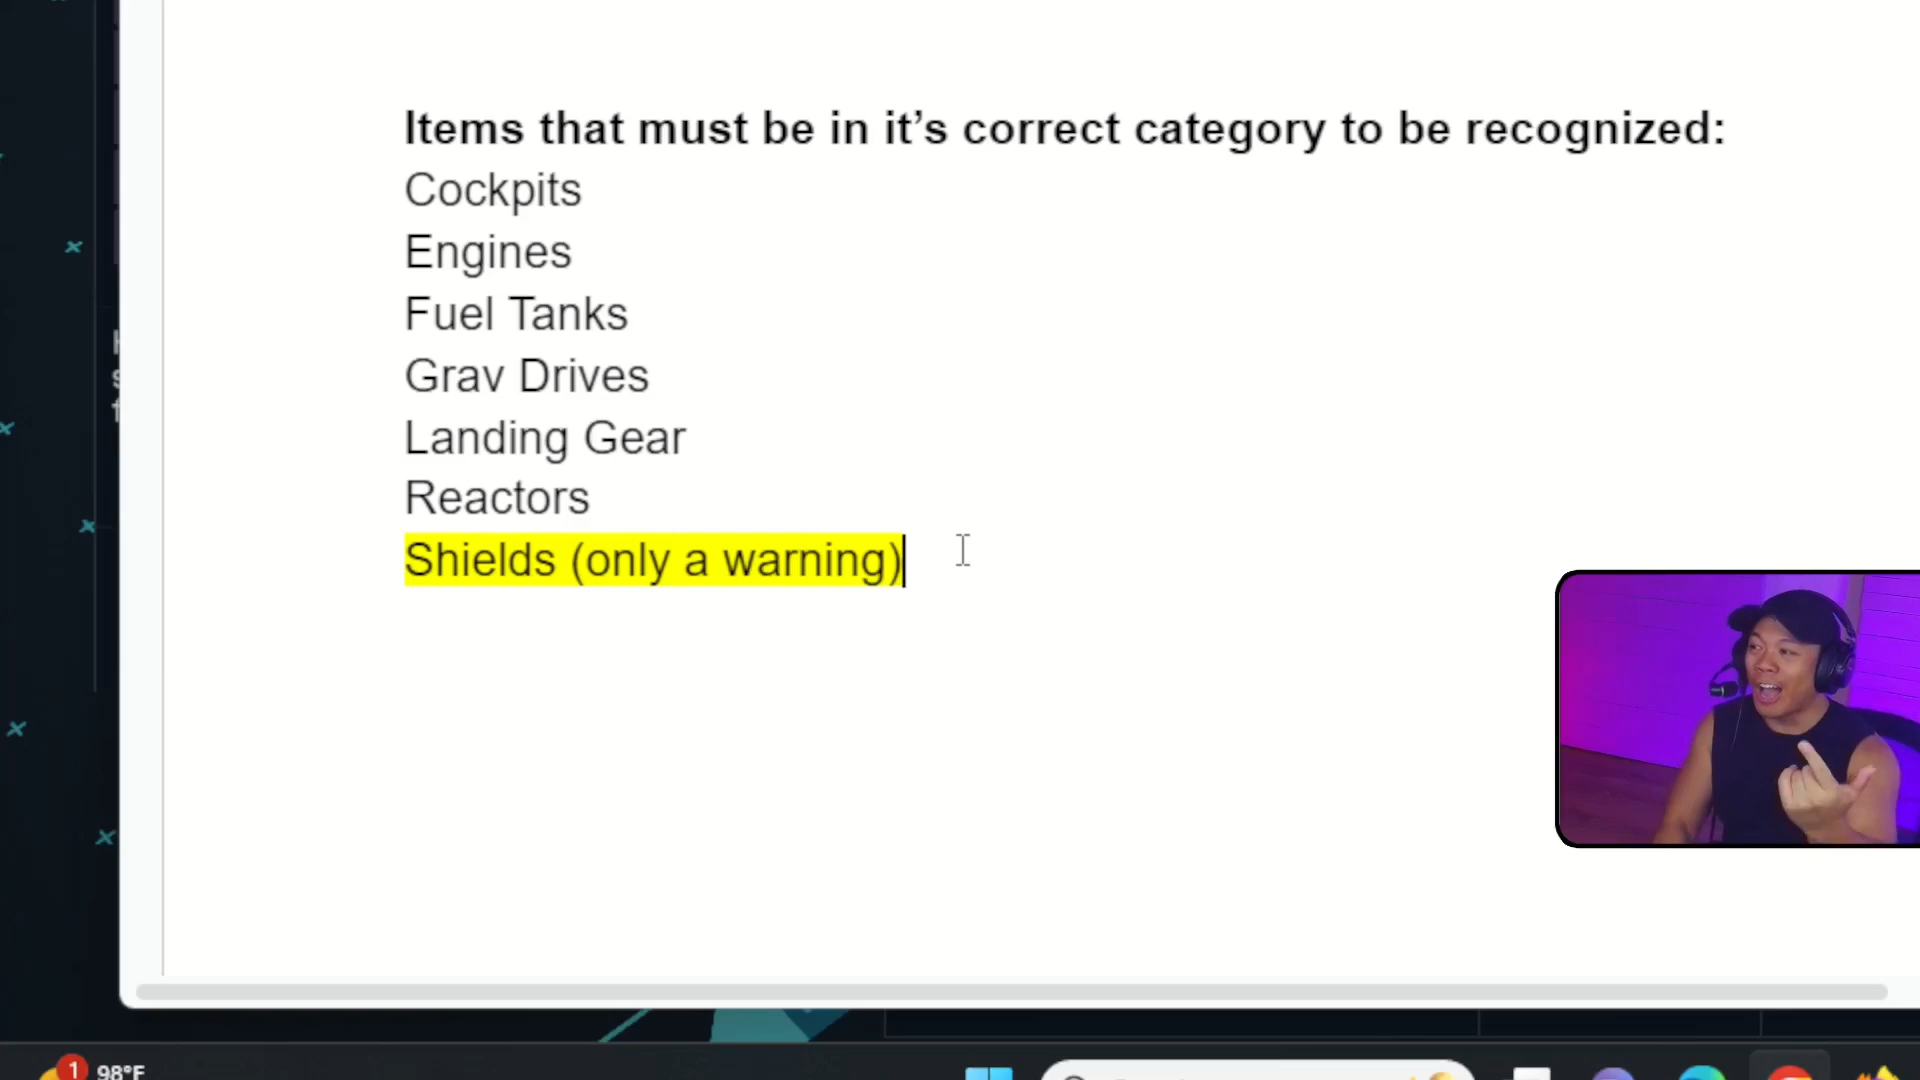 Items that must be in it’s correct category to be recognized:
Cockpits
Engines
Fuel Tanks
Grav Drives
Landing Gear
Reactors
Shields (only a warning)
1
98°F